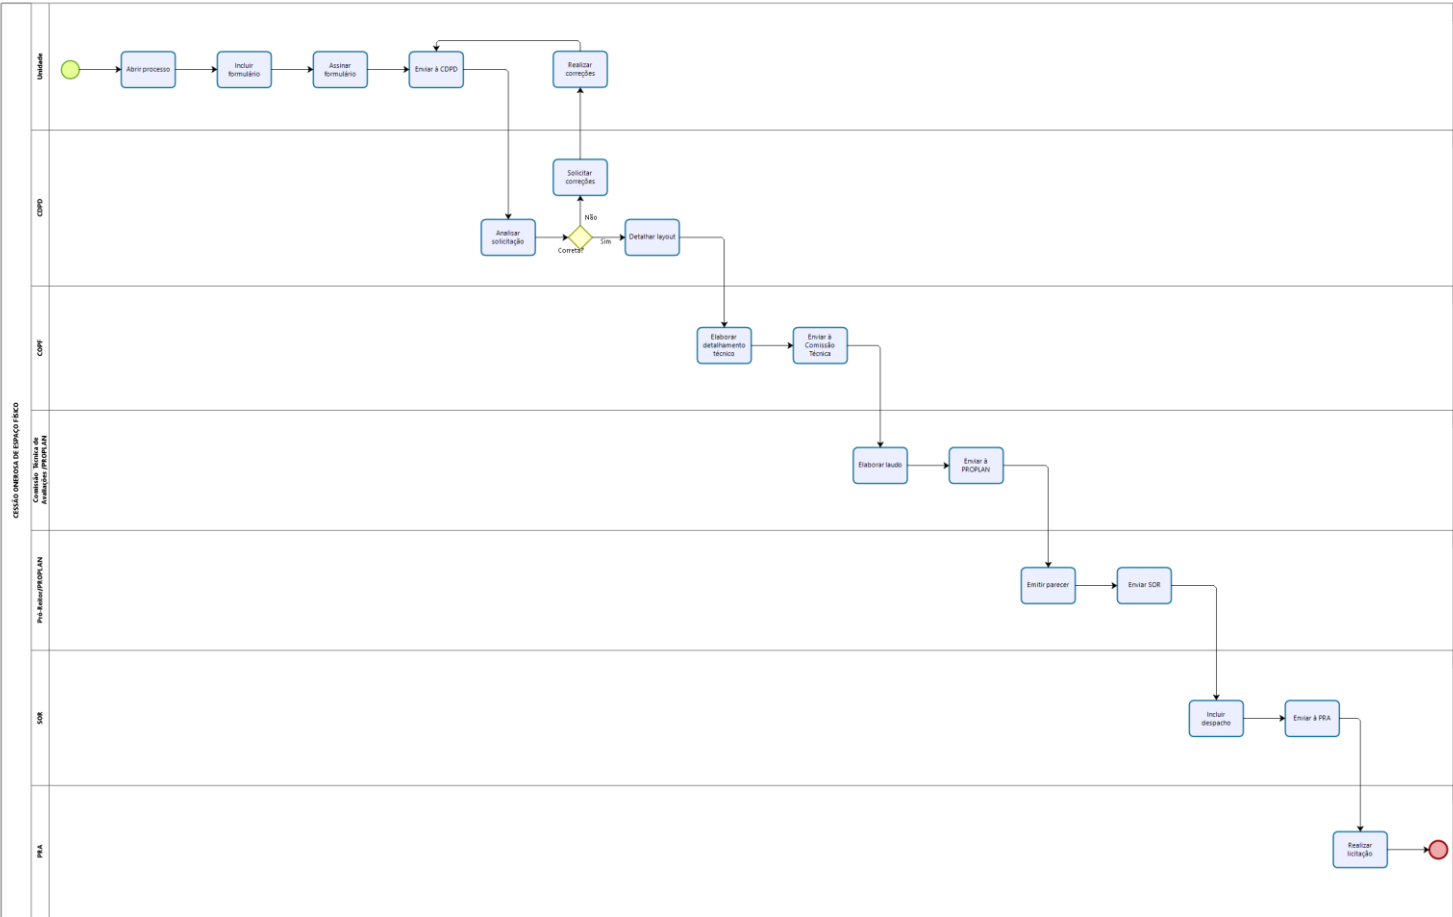 CESSÃO ONEROSA DE ESPAÇO FÍSICO
Unidade
Abrir processo
Incluir
formulário
Assinar
formulário
Enviar à CDPD
Realizar
correções
CDPD
Solicitar
correções
Não
Analisar
solicitação
Correta?
Sim
Detalhar layout
COPF
Elaborar
detalhamento
técnico
Enviar à
Comissão
Técnica
Comissão Técnica de
Avaliações /PROPLAN
Elaborar laudo
Enviar à
PROPLAN
Pró-Reitor/PROPLAN
Emitir parecer
Enviar SOR
SOR
Incluir
despacho
Enviar à PRA
PRA
Realizar
licitação